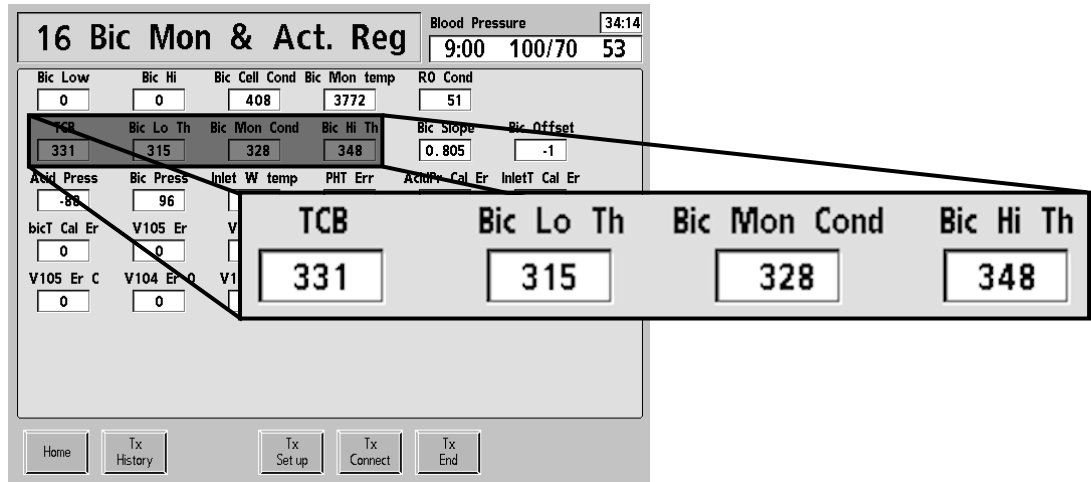 16 Bic Mon & Act. Reg
Blood Pressure 34:14
9:00 100/70 53
Bic Low Bic Hi Bic Cell Cond Bic Mon temp RO Cond
0 0 408 3772 51
TCB Bic Lo Th Bic Mon Cond Bic Hi Th Bic Slope Bic Offset
331 315 328 348 0.805 -1
Acid Press Bic Press Inlet W temp PHT Err AcidPr Cal Er InletT Cal Er
-88 96
bicT Cal Er V105 Er V
0 0
V105 Er C V104 Er O V1
0 0
TCB Bic Lo Th Bic Mon Cond Bic Hi Th
331 315 328 348
Home Tx History Tx Set up Tx Connect Tx End